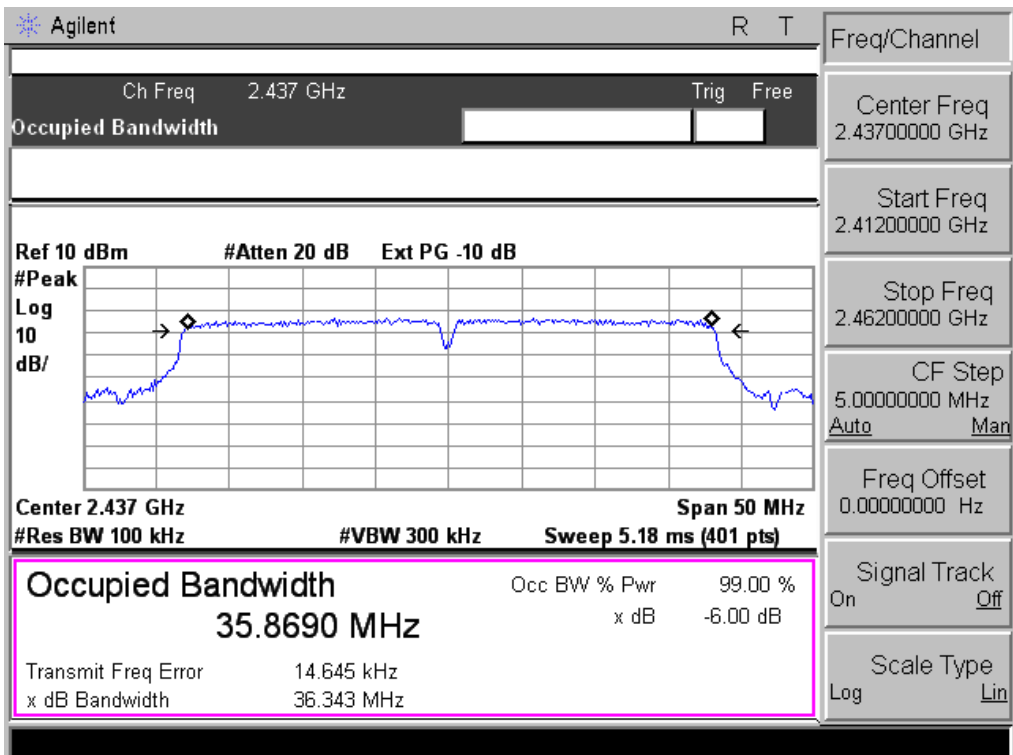 Agilent R T
Ch Freq 2.437 GHz Trig Free
Occupied Bandwidth
Ref 10 dBm #Atten 20 dB Ext PG -10 dB
#Peak
Log
10
dB/
Center 2.437 GHz Span 50 MHz
#Res BW 100 kHz #VBW 300 kHz Sweep 5.18 ms (401 pts)
Occupied Bandwidth Occ BW % Pwr 99.00 %
35.8690 MHz x dB -6.00 dB
Transmit Freq Error 14.645 kHz
x dB Bandwidth 36.343 MHz
Freq/Channel
Center Freq
2.43700000 GHz
Start Freq
2.41200000 GHz
Stop Freq
2.46200000 GHz
CF Step
5.00000000 MHz
Auto Man
Freq Offset
0.00000000 Hz
Signal Track
On Off
Scale Type
Log Lin